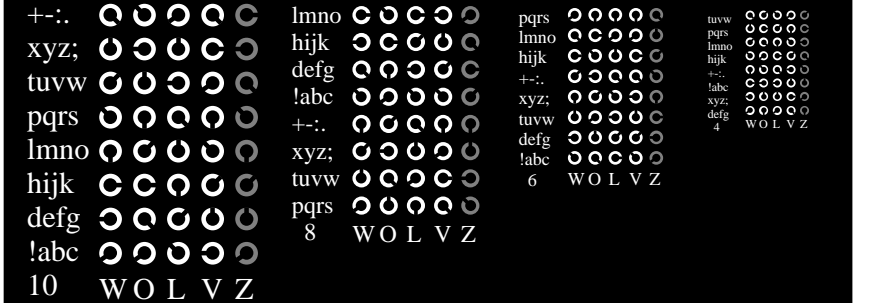 +-:.
xyz;
tuvw
pqrs
lmno
hijk
defg
!abc
10 W O L V Z
lmno
hijk
defg
!abc
+-:.
xyz;
tuvw
pqrs
8 W O L V Z
pqrs
lmno
hijk
+-:.
xyz;
tuvw
defg
!abc
6 W O L V Z
tuvw
pqrs
lmno
hijk
+-:.
!abc
xyz;
defg
4 W O L V Z